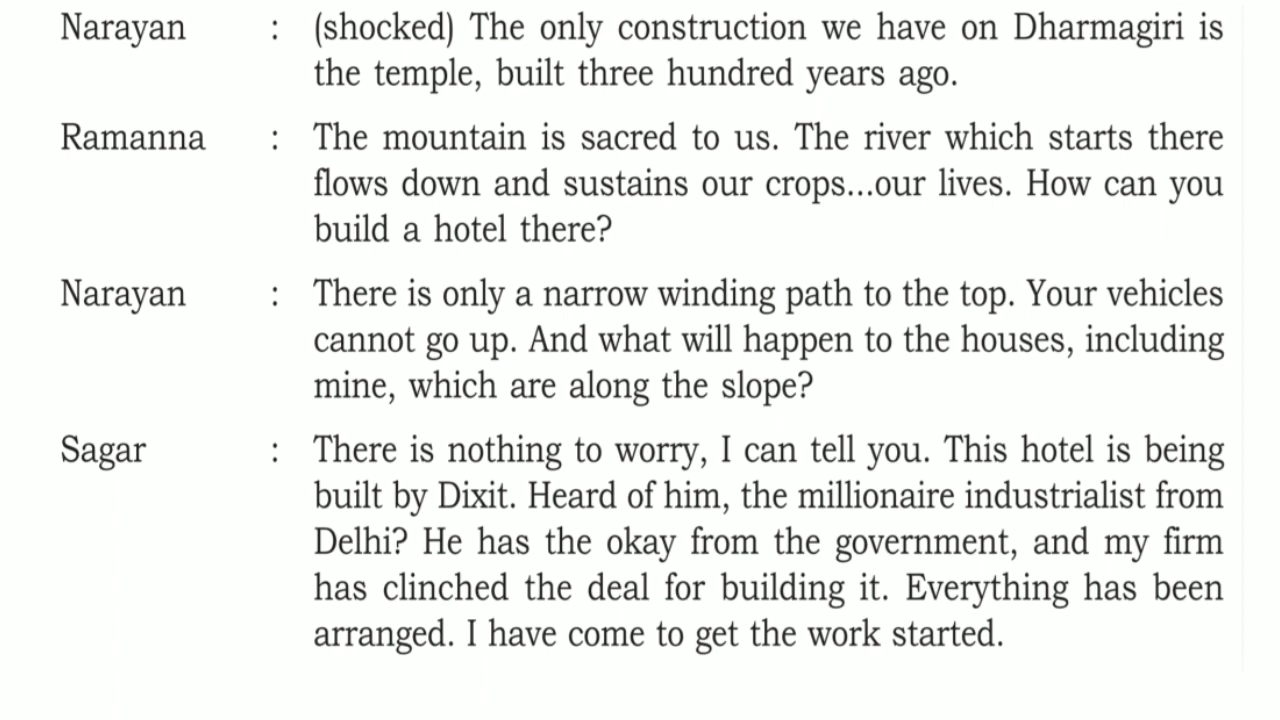 Narayan : (shocked) The only construction we have on Dharmagiri is
the temple, built three hundred years ago.
Ramanna : The mountain is sacred to us. The river which starts there
flows down and sustains our crops...our lives. How can you
build a hotel there?
Narayan : There is only a narrow winding path to the top. Your vehicles
cannot go up. And what will happen to the houses, including
mine, which are along the slope?
Sagar : There is nothing to worry, I can tell you. This hotel is being
built by Dixit. Heard of him, the millionaire industrialist from
Delhi? He has the okay from the government, and my firm
has clinched the deal for building it. Everything has been
arranged. I have come to get the work started.